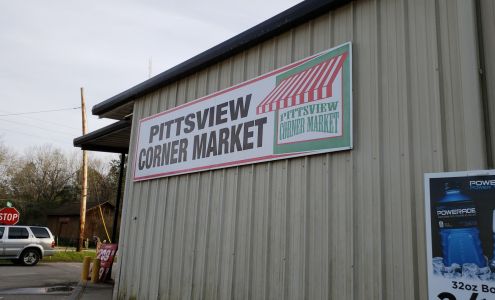 PITTSVIEW
CORNER MARKET
PITTSVIEW
CORNER MARKET
STOP
POWERADE
POWERADE
32oz